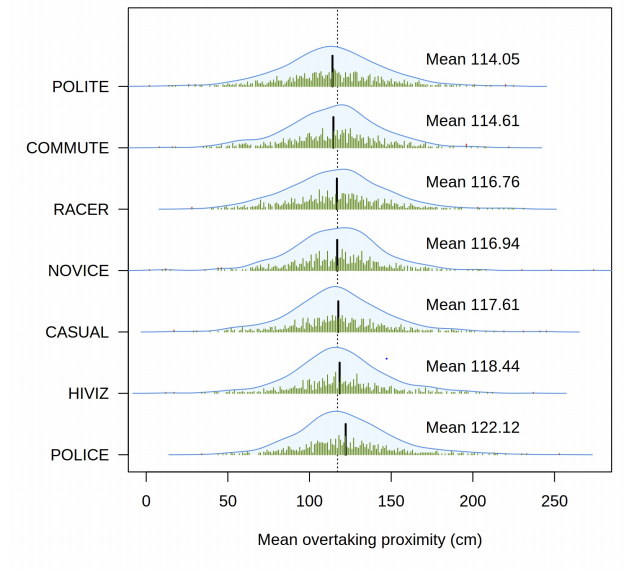 POLITE Mean 114.05
COMMUTE Mean 114.61
RACER Mean 116.76
NOVICE Mean 116.94
CASUAL Mean 117.61
HIVIZ Mean 118.44
POLICE Mean 122.12
0 50 100 150 200 250
Mean overtaking proximity (cm)